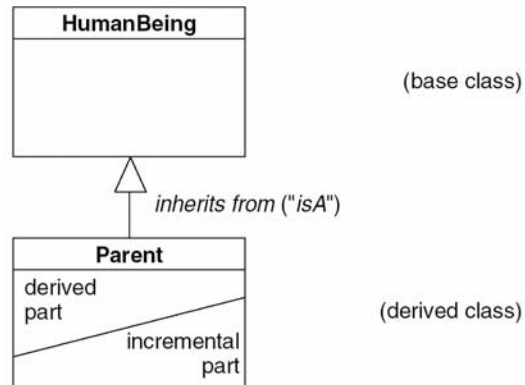 HumanBeing
(base class)
inherits from ("isA")
Parent
derived
part
(derived class)
incremental
part